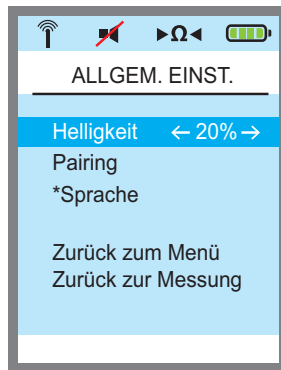 ►Ω◄
ALLGEM. EINST.
Helligkeit ← 20% →
Pairing
*Sprache
Zurück zum Menü
Zurück zur Messung